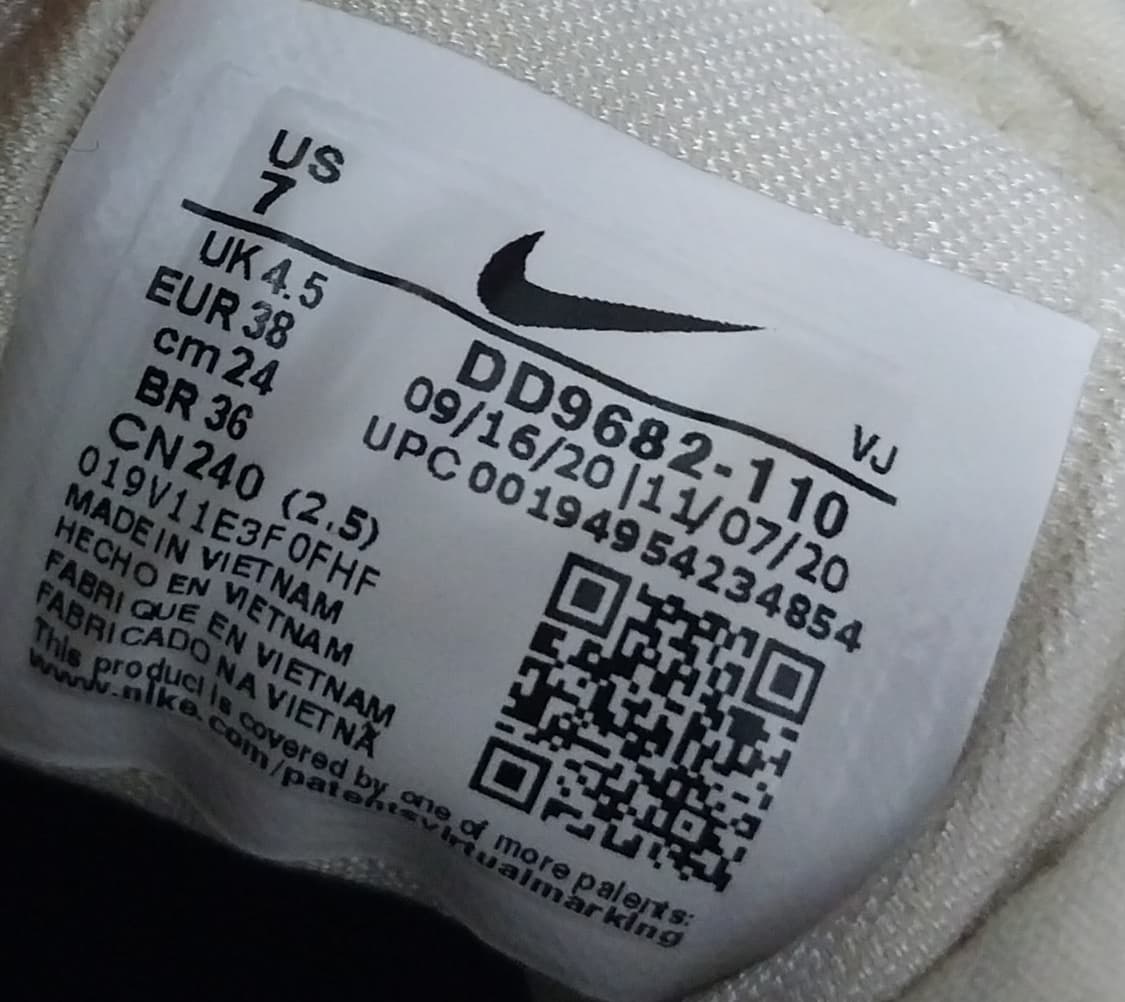 US
7
UK 4.5
EUR 38
cm 24
BR 36
CN 240 (2.5)
019V11E3F0FHF
MADE IN VIETNAM
HECHO EN VIETNAM
FABRIQUE EN VIETNAM
FABRICADO NA VIETNÃ
This product is covered by one of more patents:
www.nike.com/patentsvirtualmarking
VJ
DD9682-110
09/16/20 | 11/07/20
UPC 00194954234854